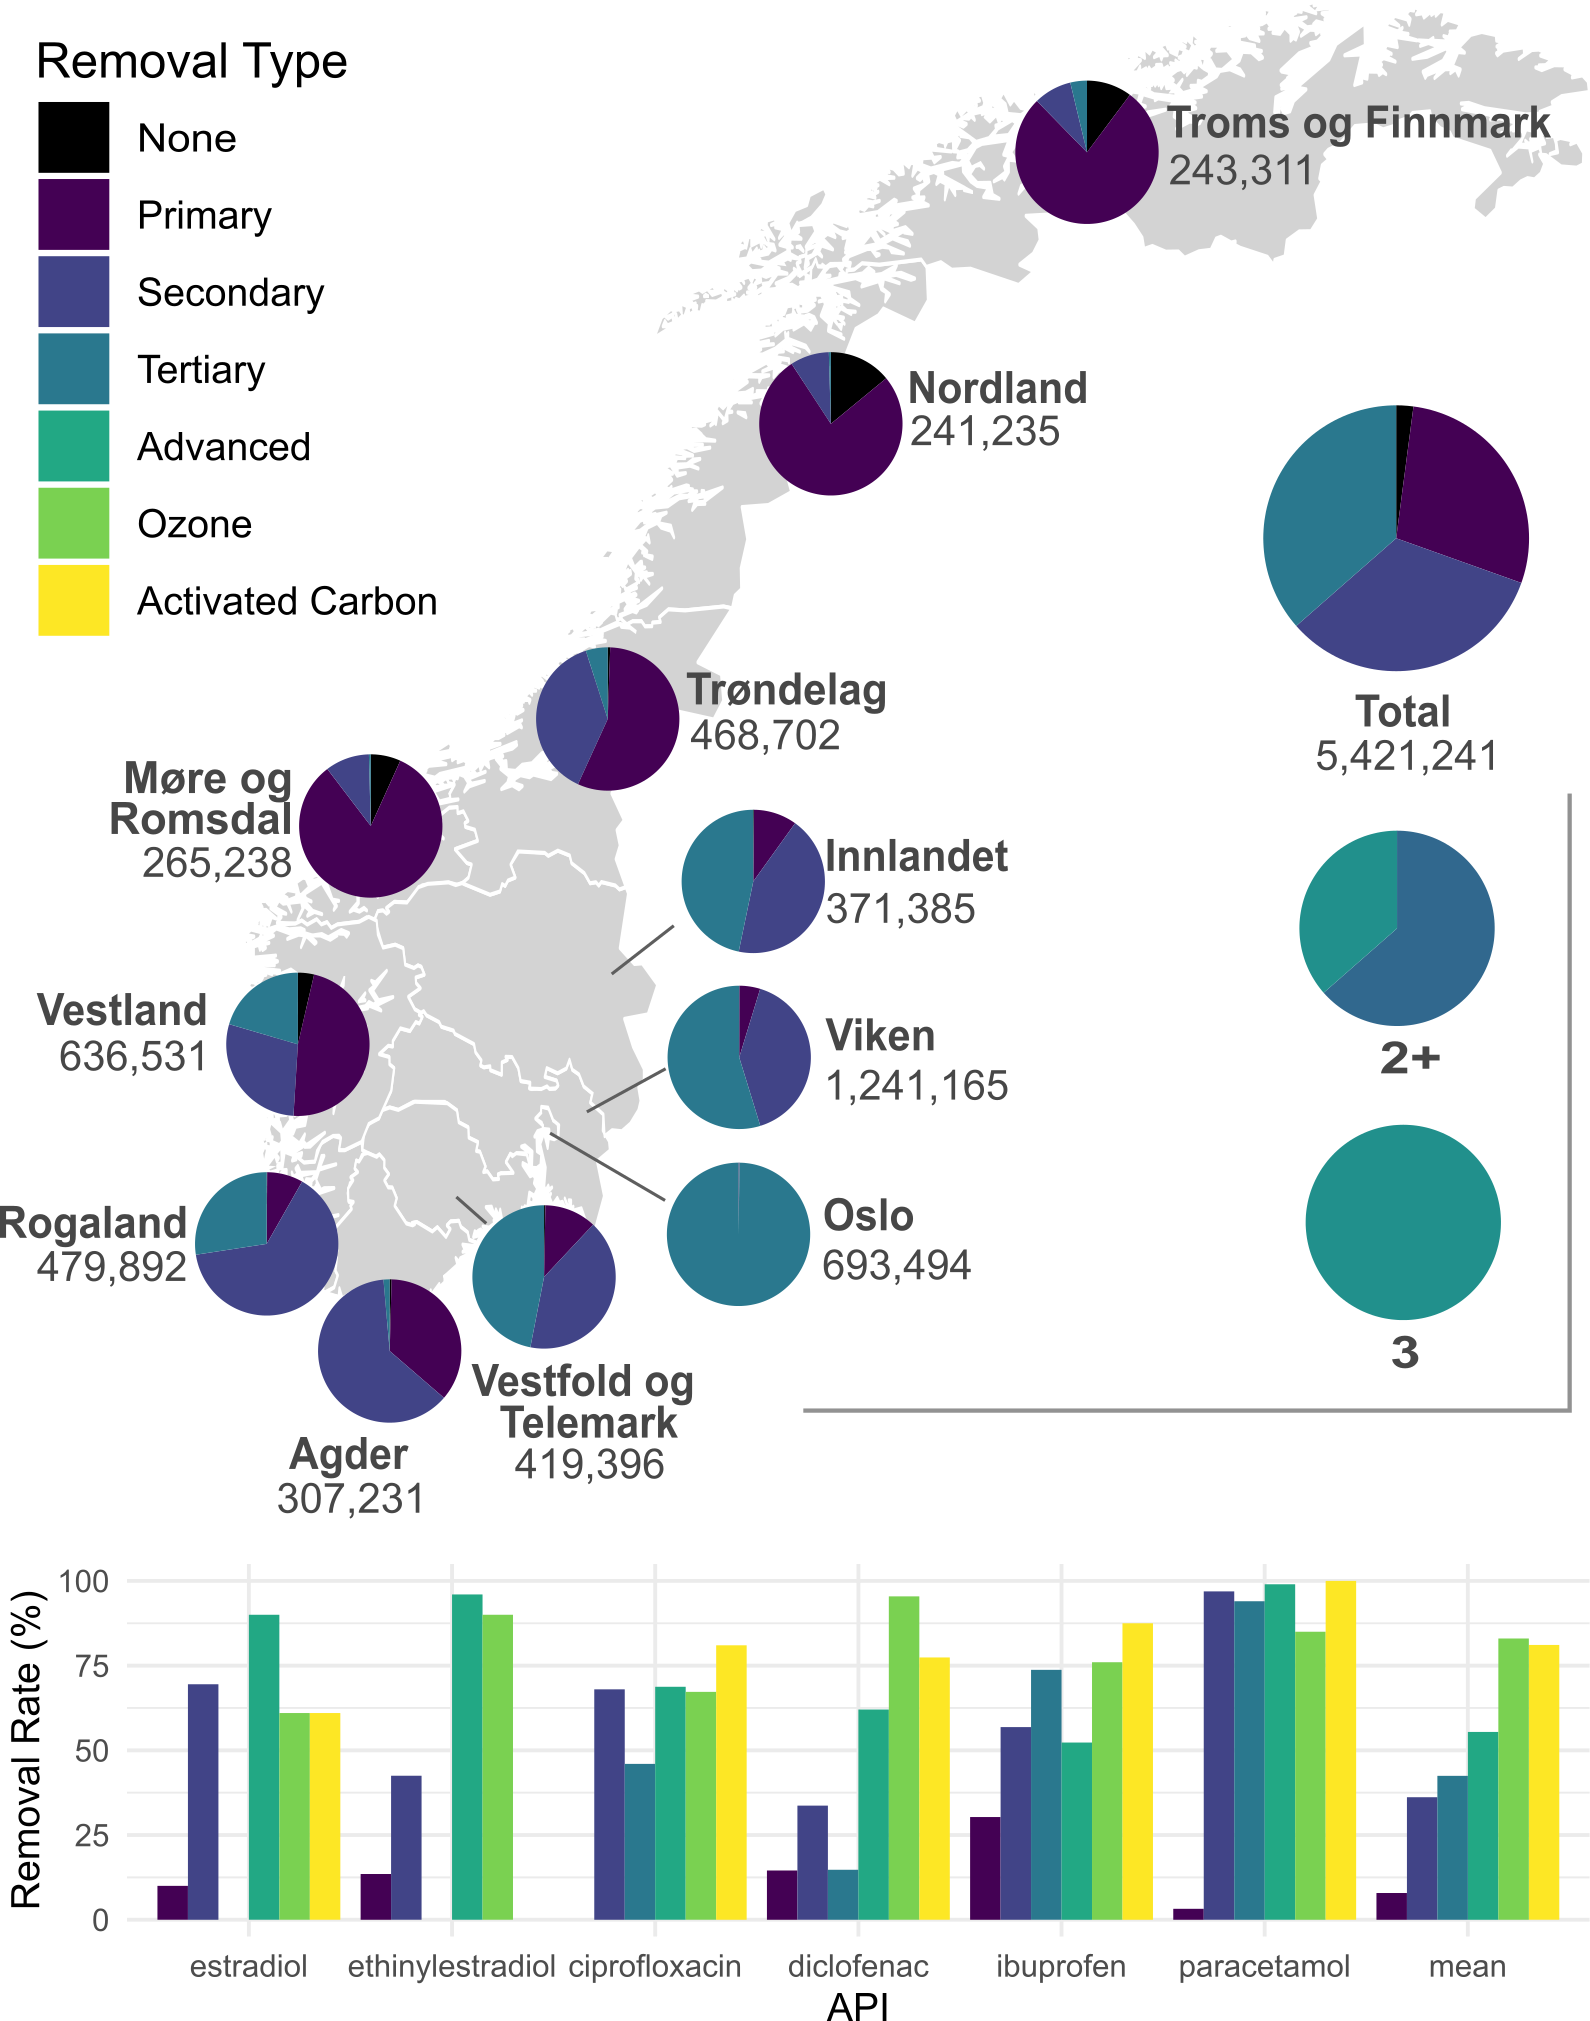 Removal Type
None
Primary
Secondary
Tertiary
Advanced
Ozone
Activated Carbon
Troms og Finnmark
243,311
Nordland
241,235
Total
5,421,241
Trøndelag
468,702
Møre og
Romsdal
265,238
Innlandet
371,385
2+
Vestland
636,531
Viken
1,241,165
3
Rogaland
479,892
Oslo
693,494
Vestfold og
Telemark
419,396
Agder
307,231
Removal Rate (%)
100
75
50
25
0
estradiol
ethinylestradiol
ciprofloxacin
diclofenac
ibuprofen
paracetamol
mean
API